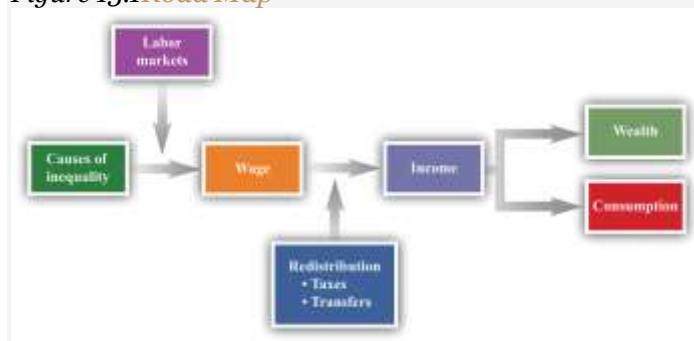 Figure 13.1 Road Map
Labor
markets
Causes of
inequality
Wage
Income
Wealth
Consumption
Redistribution
• Taxes
• Transfers